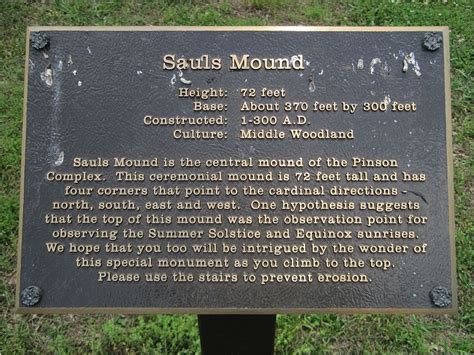 Sauls Mound
Height: 72 feet
Base: About 370 feet by 300 feet
Constructed: 1-300 A.D.
Culture: Middle Woodland
Sauls Mound is the central mound of the Pinson
Complex. This ceremonial mound is 72 feet tall and has
four corners that point to the cardinal directions -
north, south, east and west. One hypothesis suggests
that the top of this mound was the observation point for
observing the Summer Solstice and Equinox sunrises.
We hope that you too will be intrigued by the wonder of
this special monument as you climb to the top.
Please use the stairs to prevent erosion.